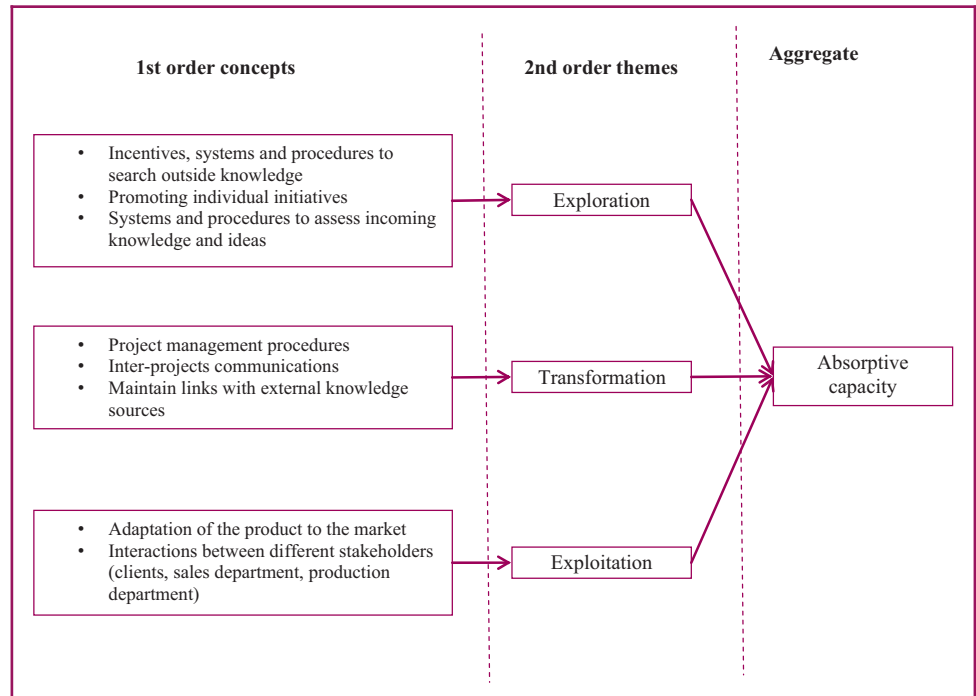 1st order concepts
2nd order themes
Aggregate
• Incentives, systems and procedures to
search outside knowledge
• Promoting individual initiatives
• Systems and procedures to assess incoming
knowledge and ideas
Exploration
• Project management procedures
• Inter-projects communications
• Maintain links with external knowledge
sources
Transformation
Absorptive
capacity
• Adaptation of the product to the market
• Interactions between different stakeholders
(clients, sales department, production
department)
Exploitation